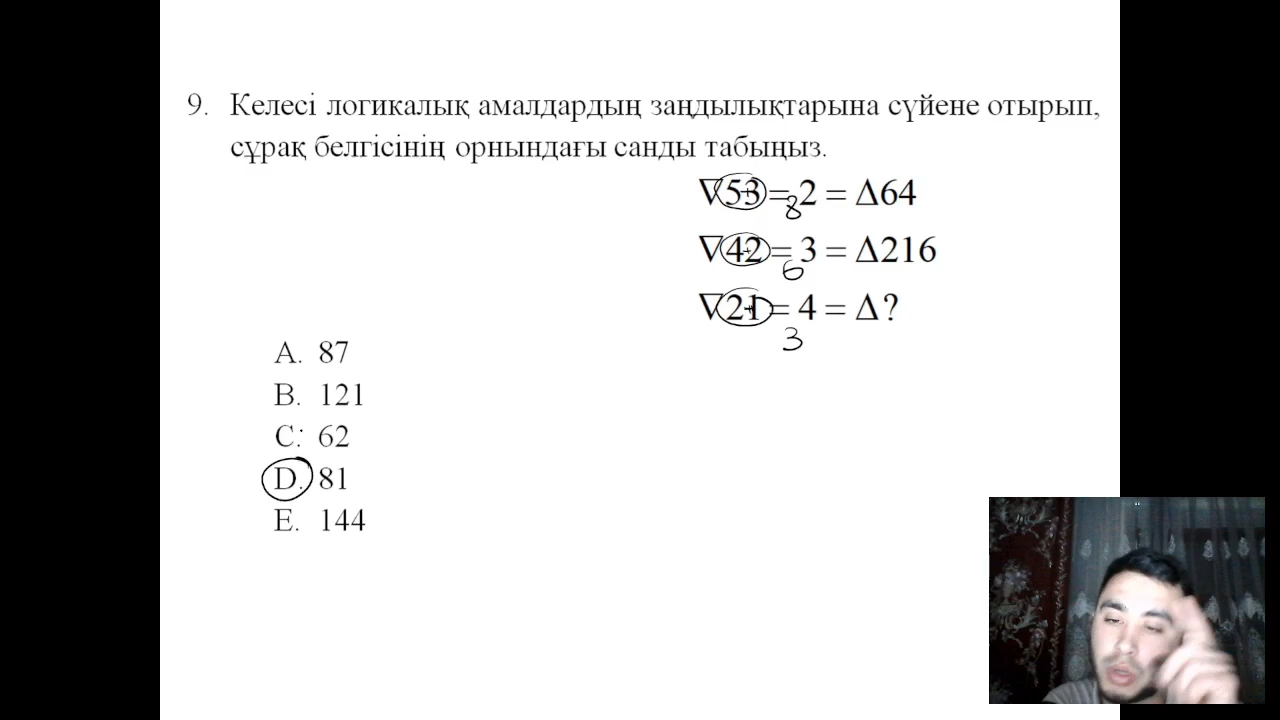 9. Келесі логикалық амалдардың заңдылықтарына сүйене отырып,
сұрақ белгісінің орнындағы санды табыңыз.
∇53 = 2 = Δ64
8
∇42 = 3 = Δ216
6
∇21 = 4 = Δ?
3
A. 87
B. 121
C. 62
D. 81
E. 144